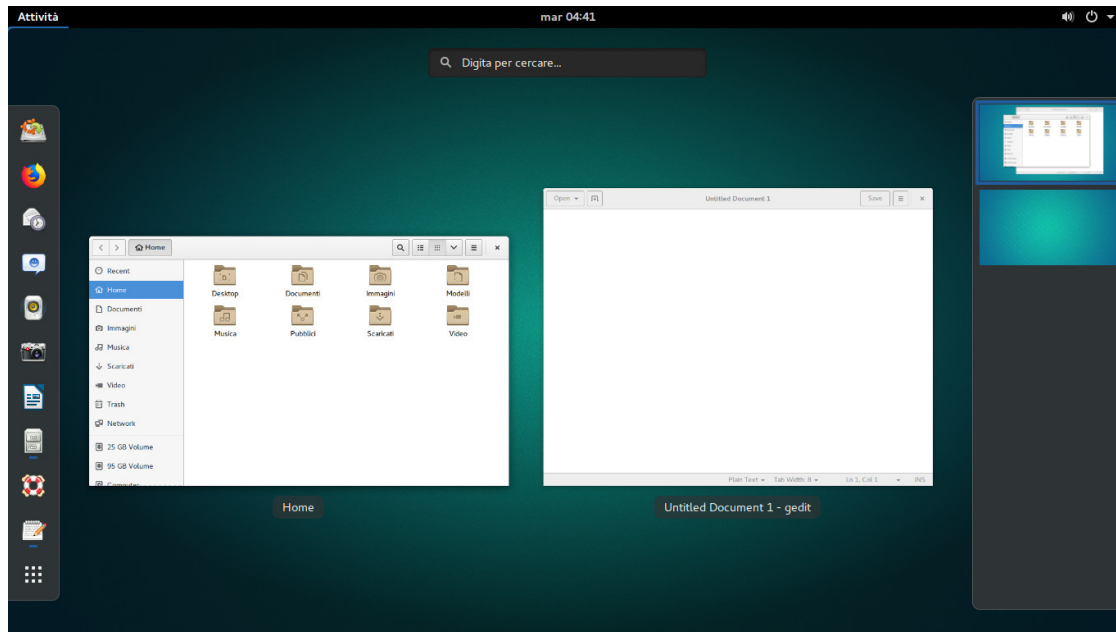 Attività
mar 04:41
Digita per cercare...
Open
Untitled Document 1
Save
Home
Recent
Home
Documenti
Immagini
Musica
Scaricati
Video
Trash
Network
25 GB Volume
95 GB Volume
Computer
Desktop Documenti Immagini Modelli
Musica Pubblici Scaricati Video
Plain Text Tab Width: 8 Ln 1, Col 1 INS
Home
Untitled Document 1 - gedit